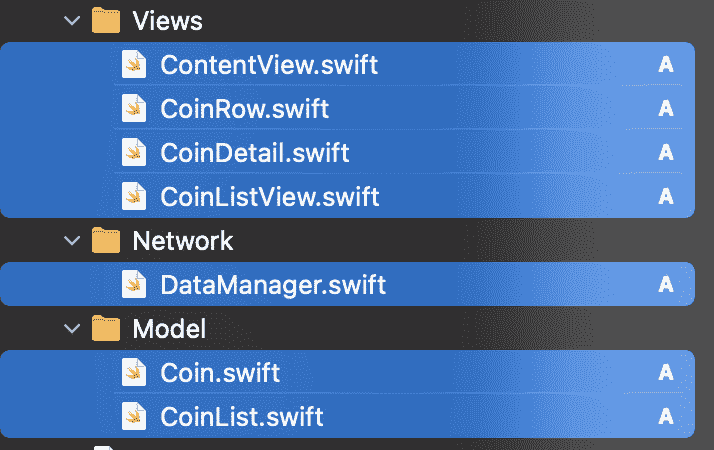 Views
ContentView.swift A
CoinRow.swift A
CoinDetail.swift A
CoinListView.swift A
Network
DataManager.swift A
Model
Coin.swift A
CoinList.swift A